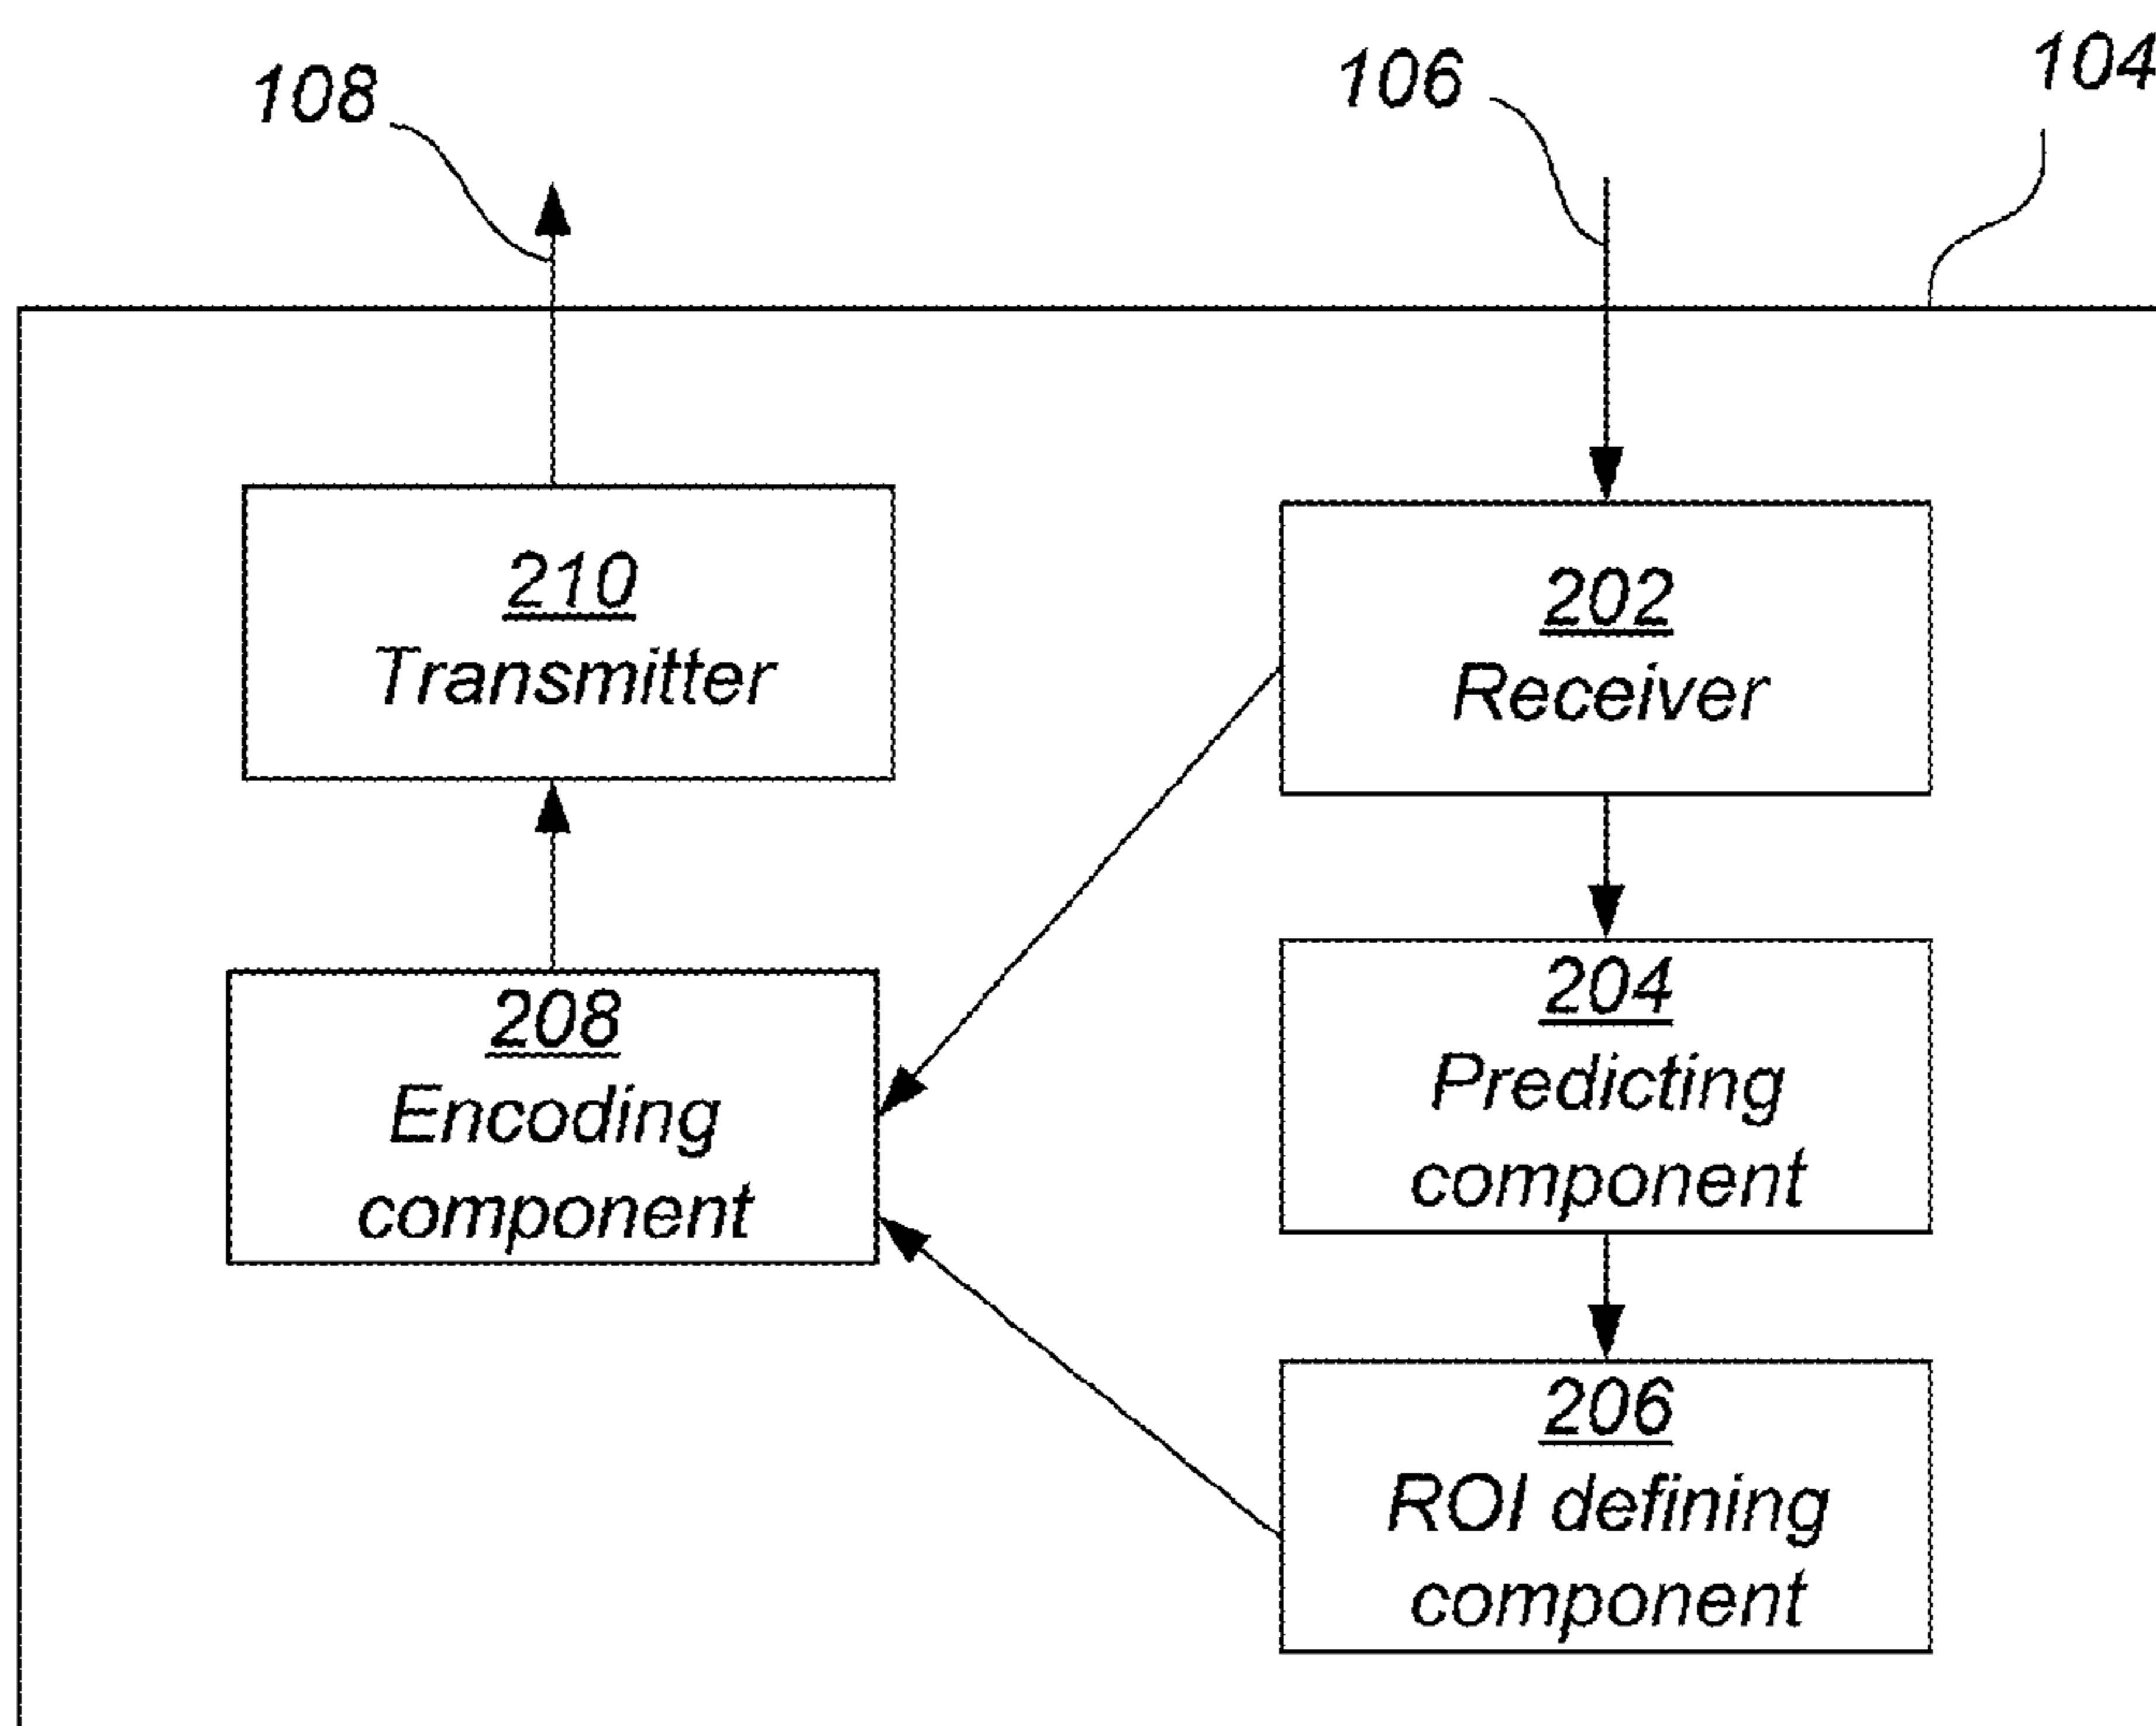 108
106
104
210
Transmitter
202
Receiver
208
Encoding
component
204
Predicting
component
206
ROI defining
component